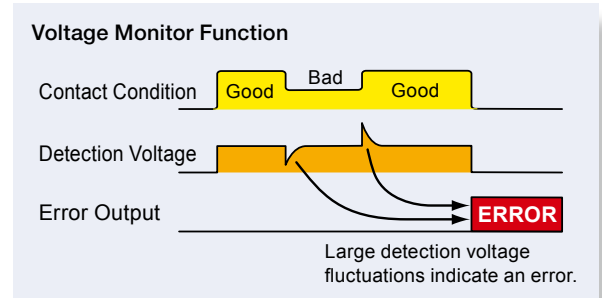 Voltage Monitor Function
Contact Condition
Good
Bad
Good
Detection Voltage
Error Output
ERROR
Large detection voltage
fluctuations indicate an error.